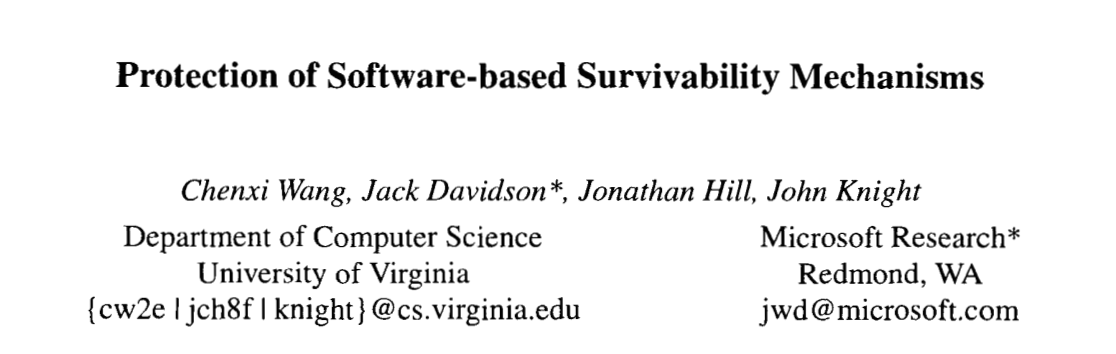 Protection of Software-based Survivability Mechanisms
Chenxi Wang, Jack Davidson*, Jonathan Hill, John Knight
Department of Computer Science
Microsoft Research*
University of Virginia
Redmond, WA
{cw2e | jch8f | knight}@cs.virginia.edu
jwd@microsoft.com